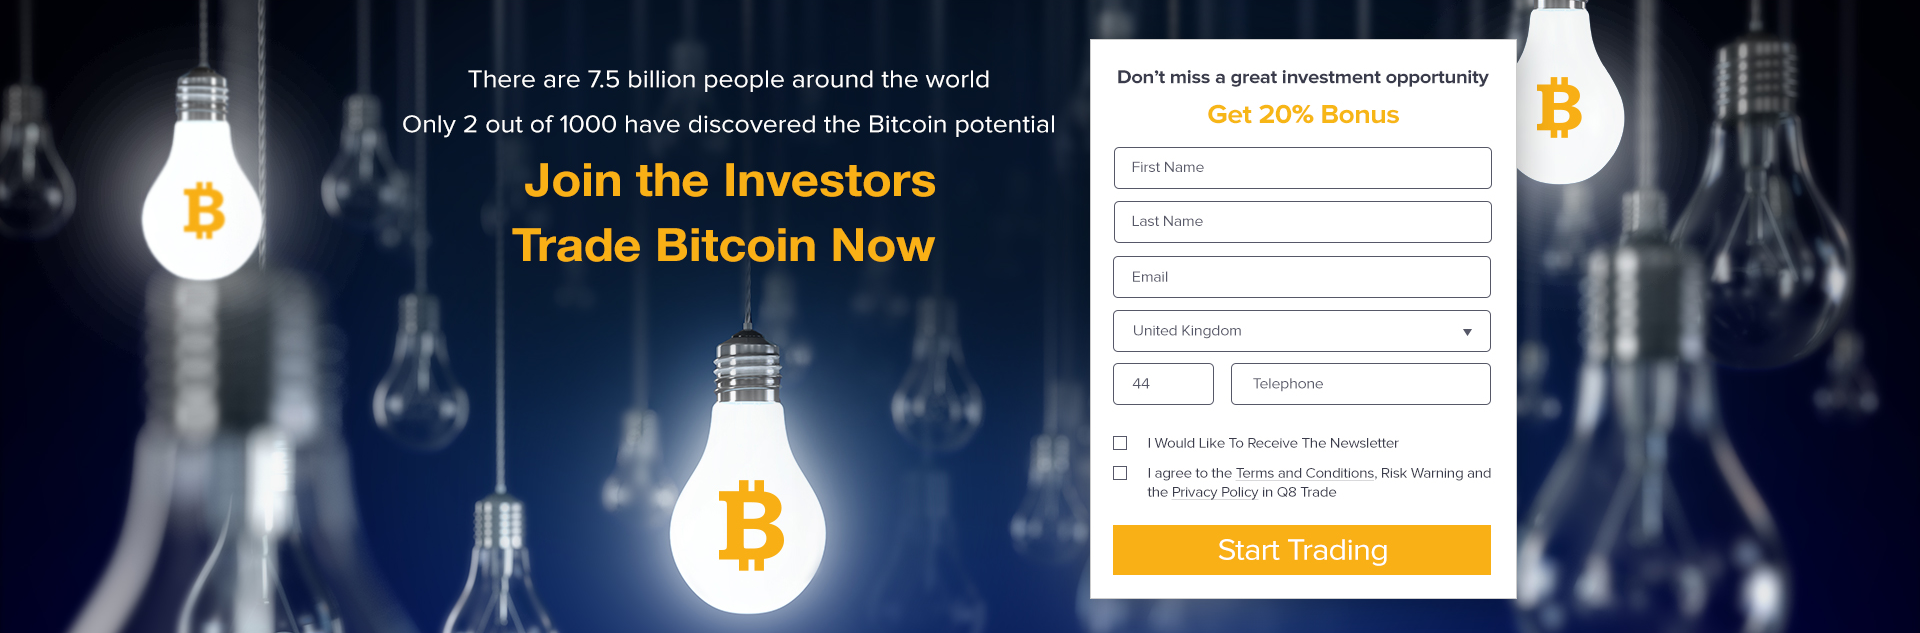 There are 7.5 billion people around the world
Only 2 out of 1000 have discovered the Bitcoin potential
Join the Investors
Trade Bitcoin Now
Don't miss a great investment opportunity
Get 20% Bonus
First Name
Last Name
Email
United Kingdom
44 Telephone
I Would Like To Receive The Newsletter
I agree to the Terms and Conditions, Risk Warning and
the Privacy Policy in Q8 Trade
Start Trading